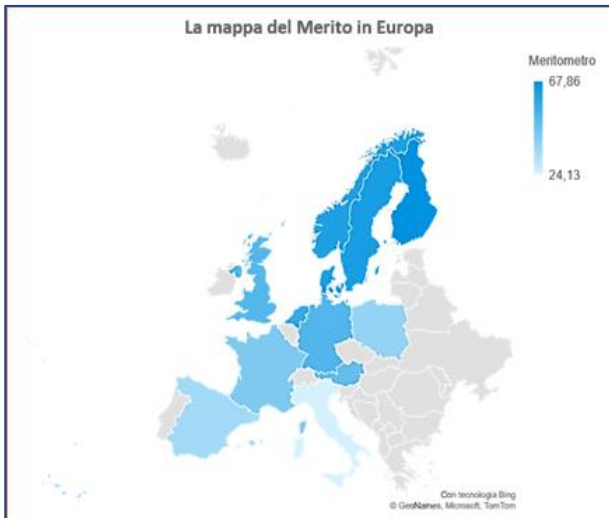 La mappa del Merito in Europa
Meritometro
67,86
24,13
Con tecnologia Bing
© GeoNames, Microsoft, TomTom